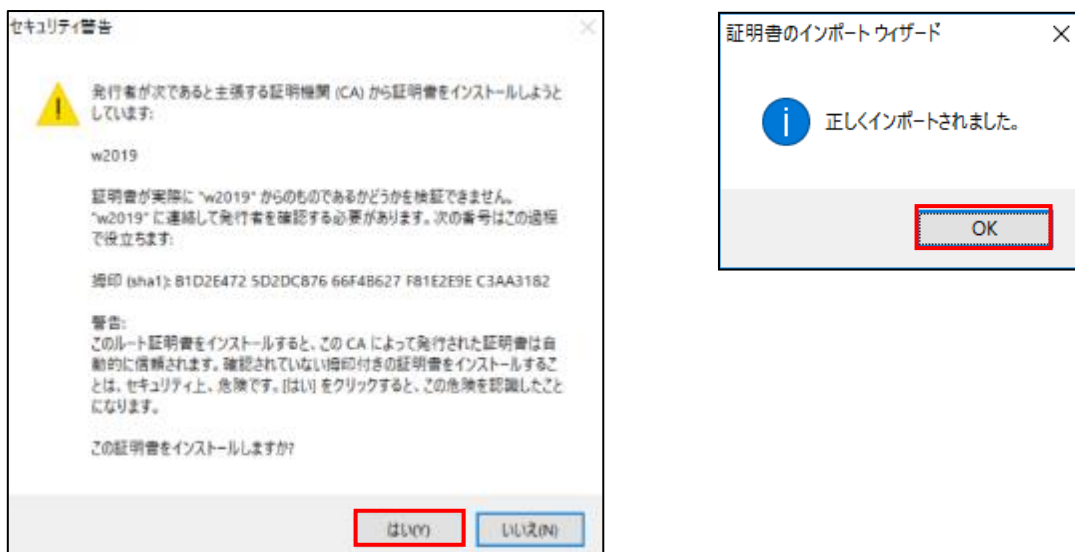 セキュリティ警告
発行者が次であると主張する証明機関 (CA) から証明書をインストールしようと
しています:
w2019
証明書が実際に "w2019" からのものであるかどうかを検証できません。
"w2019" に連絡して発行者を確認する必要があります。次の番号はこの過程
で役立ちます:
拇印 (sha1): B1D2E472 5D2DC876 66F4B627 F81E2E9E C3AA3182
警告:
このルート証明書をインストールすると、この CA によって発行された証明書は自
動的に信頼されます。確認されていない拇印付きの証明書をインストールするこ
とは、セキュリティ上、危険です。[はい] をクリックすると、この危険を認識したこと
になります。
この証明書をインストールしますか?
はい(Y)
いいえ(N)
証明書のインポート ウィザード
正しくインポートされました。
OK